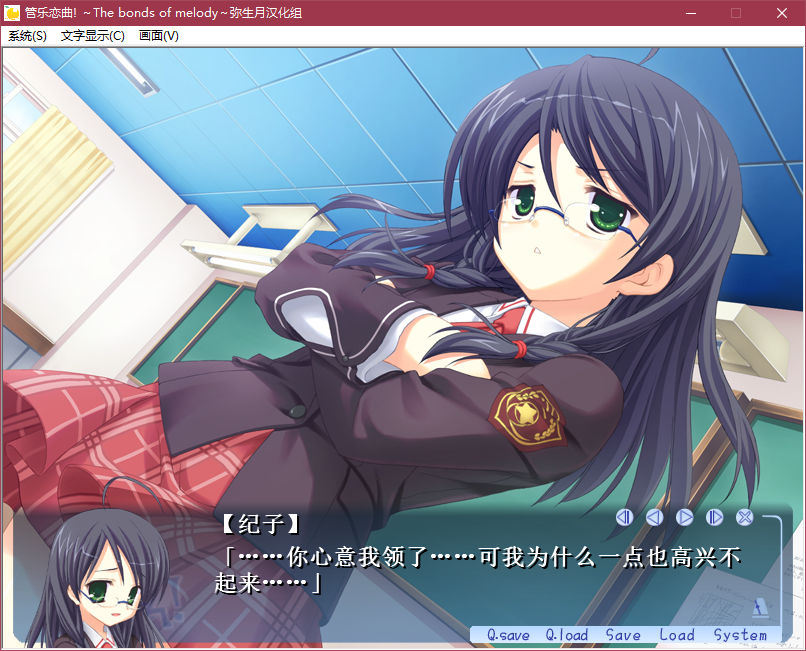 管乐恋曲! ~The bonds of melody~弥生月汉化组
系统(S) 文字显示(C) 画面(V)
【纪子】
「……你心意我领了……可我为什么一点也高兴不
起来……」
Q.save Q.load Save Load System